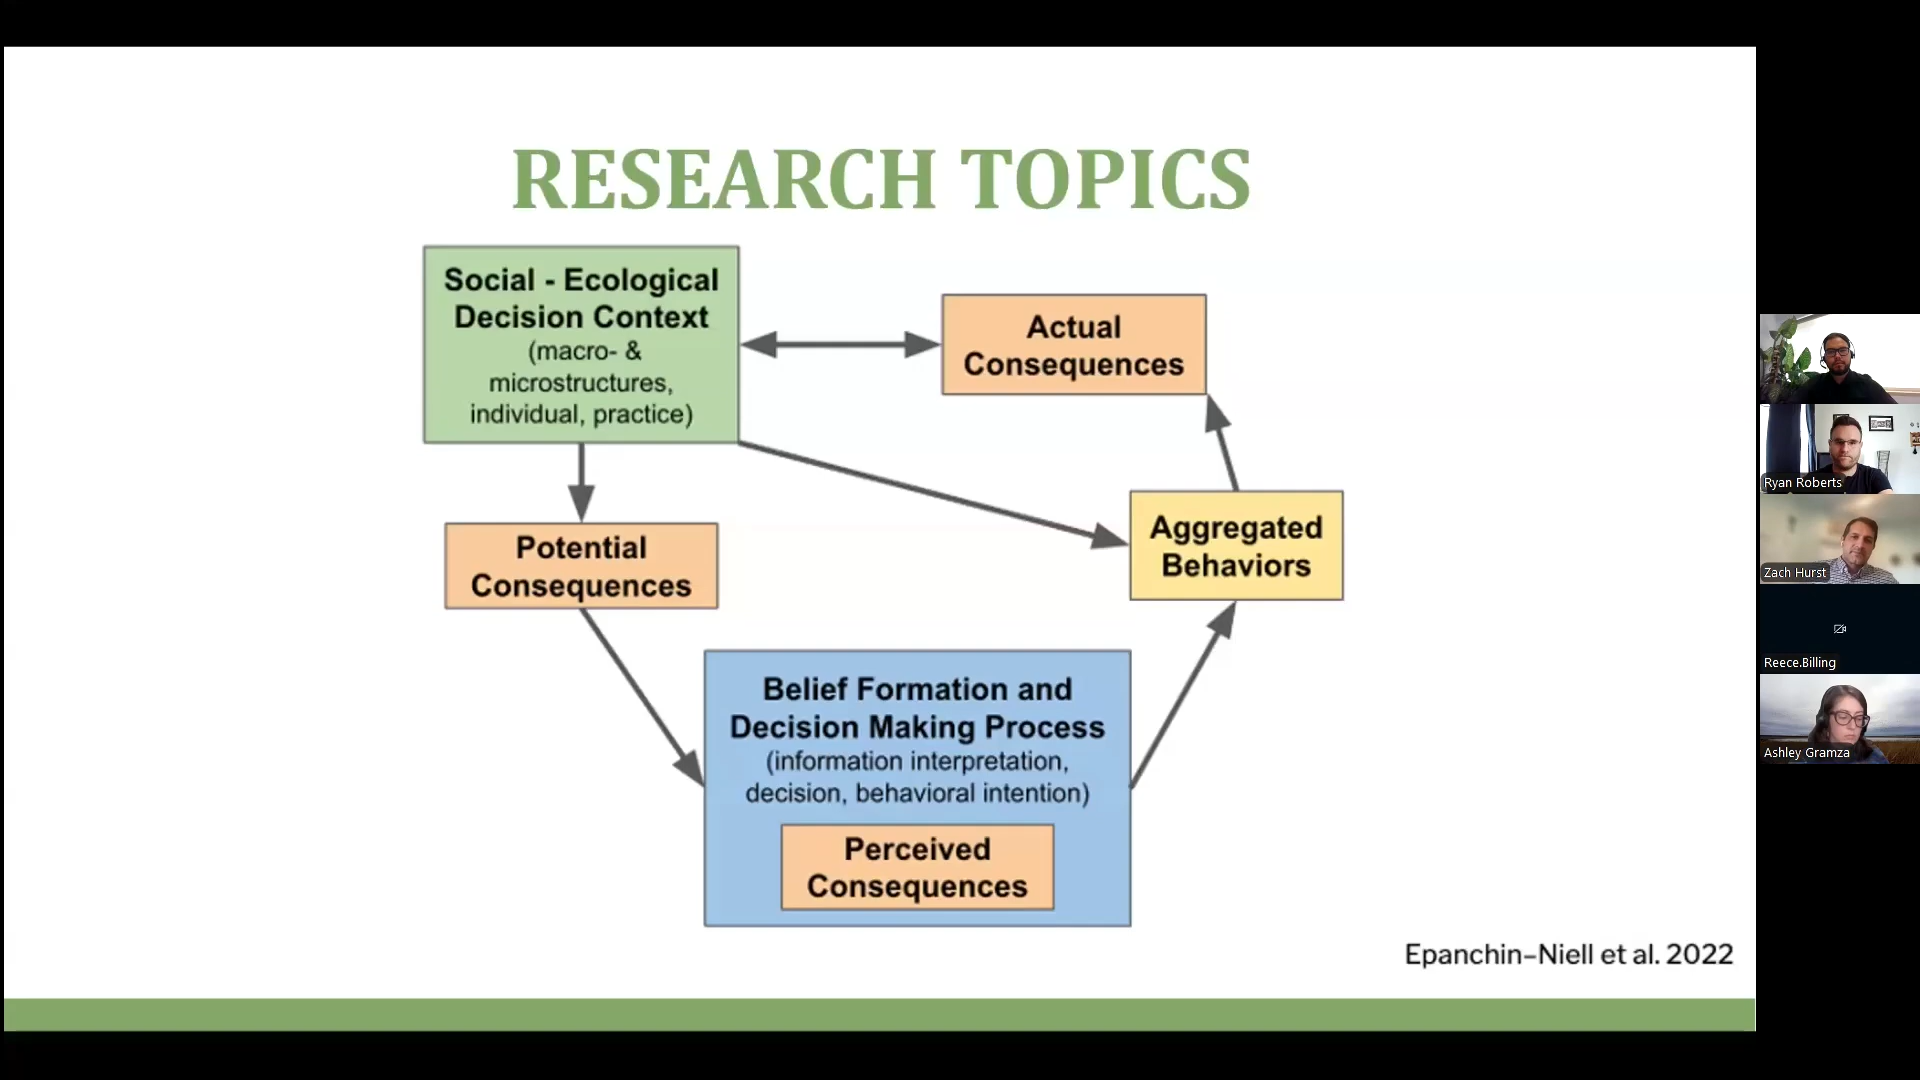 RESEARCH TOPICS
Social - Ecological
Decision Context
(macro- &
microstructures,
individual, practice)
Actual
Consequences
Potential
Consequences
Aggregated
Behaviors
Belief Formation and
Decision Making Process
(information interpretation,
decision, behavioral intention)
Perceived
Consequences
Epanchin–Niell et al. 2022
Ryan Roberts
Zach Hurst
Reece.Billing
Ashley Gramza